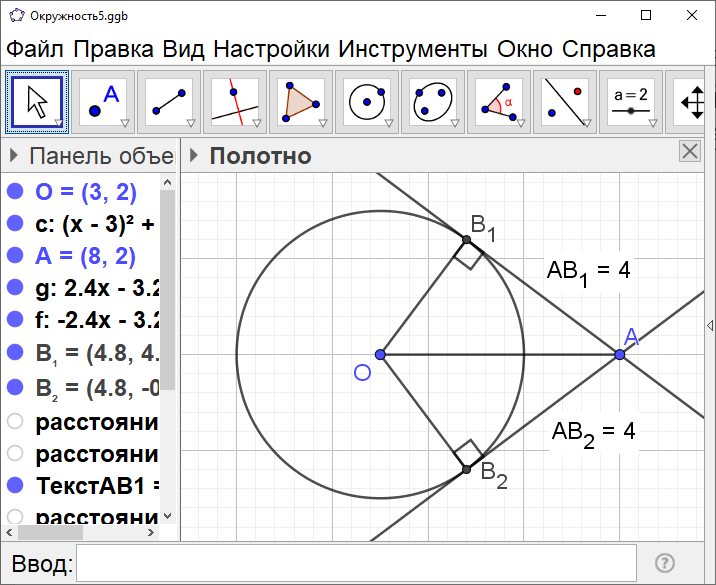 Окружность5.ggb
Файл Правка Вид Настройки Инструменты Окно Справка
A
α
a=2
Панель объе
Полотно
O = (3, 2)
c: (x - 3)² +
A = (8, 2)
g: 2.4x - 3.2
f: -2.4x - 3.2
B₁ = (4.8, 4.
B₂ = (4.8, -0
расстояни
расстояни
ТекстAB1 =
расстояни
B₁
AB₁ = 4
A
O
AB₂ = 4
B₂
Ввод:
?